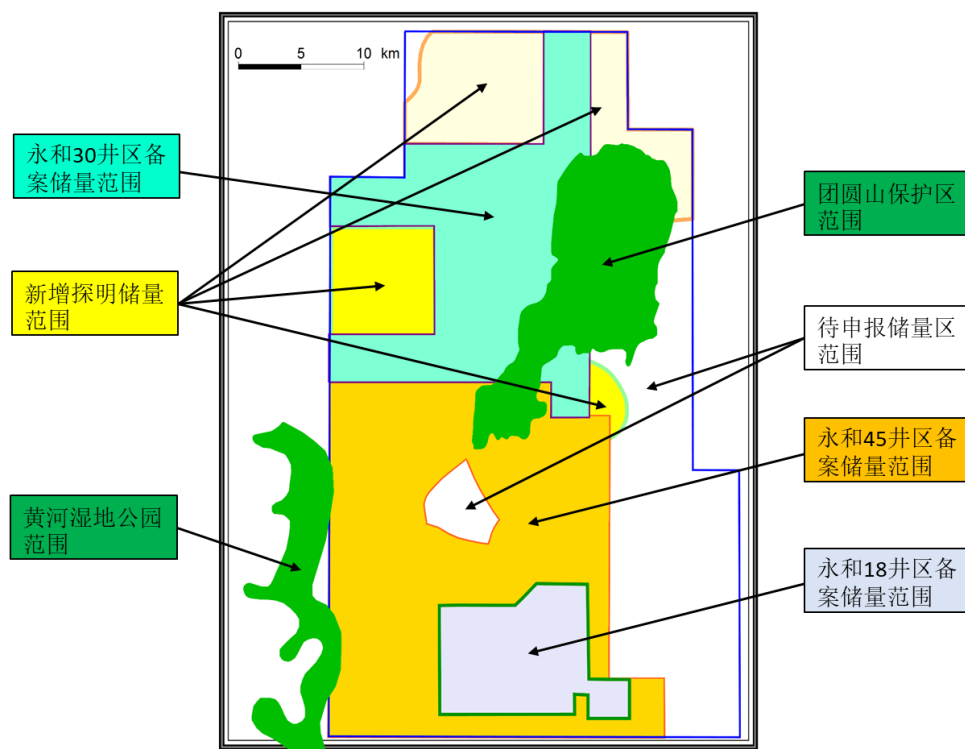 0 5 10 km
永和30井区备
案储量范围
新增探明储量
范围
黄河湿地公园
范围
团圆山保护区
范围
待申报储量区
范围
永和45井区备
案储量范围
永和18井区备
案储量范围